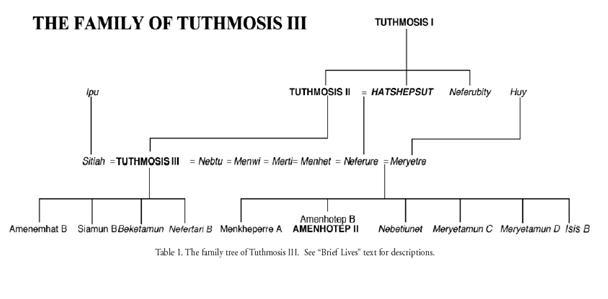 THE FAMILY OF TUTHMOSIS III
TUTHMOSIS I
Ipu
TUTHMOSIS II = HATSHEPSUT Neferubity Huy
Sitiah = TUTHMOSIS III = Nebtu = Menwi = Merti = Menhet = Neferure = Meryetre
Amenhotep B
Amenemhat B Siamun B Beketamun Nefertari B Menkheperre A AMENHOTEP II Nebetiunet Meryetamun C Meryetamun D Isis B
Table 1. The family tree of Tuthmosis III. See "Brief Lives" text for descriptions.